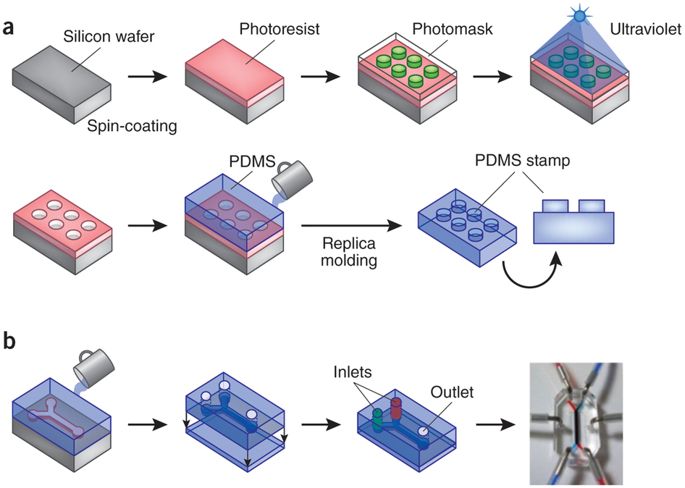 a
Silicon wafer
Photoresist
Photomask
Ultraviolet
Spin-coating
PDMS
PDMS stamp
Replica
molding
b
Inlets
Outlet